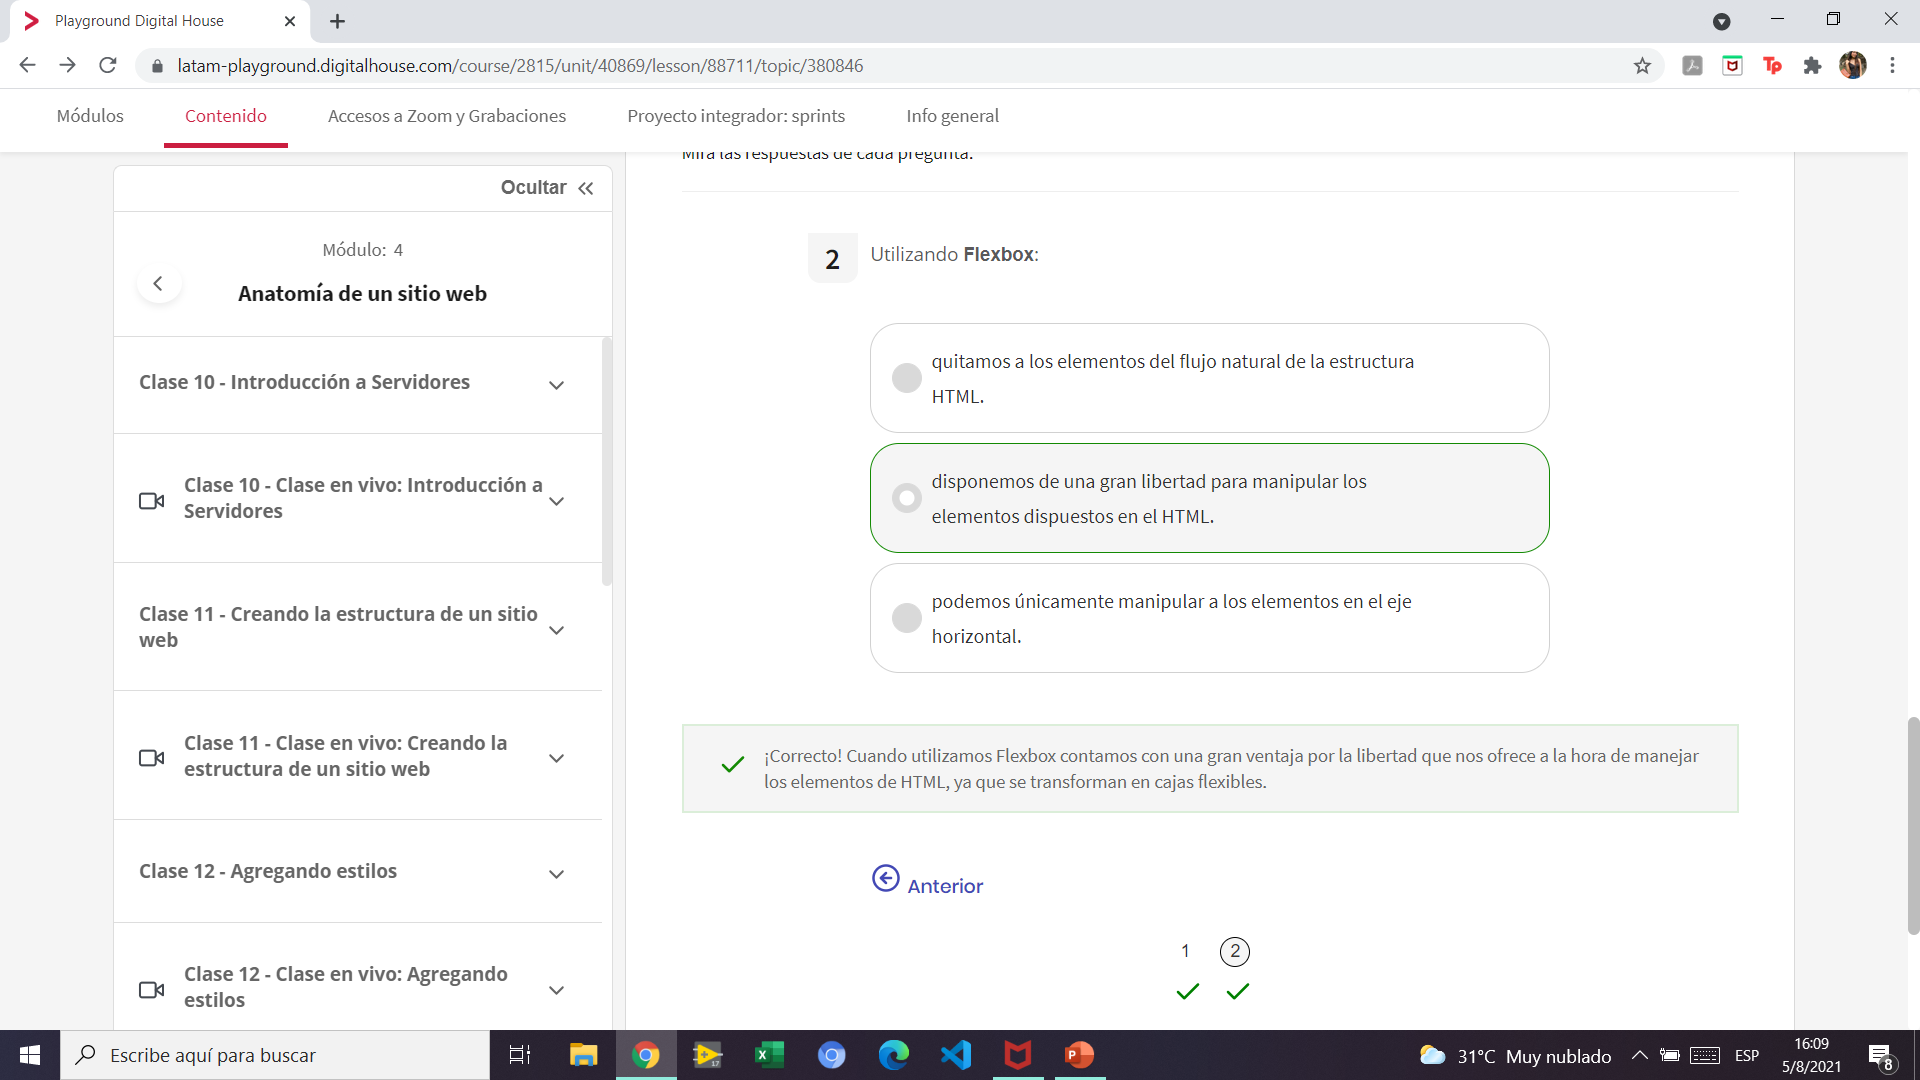 Playground Digital House
latam-playground.digitalhouse.com/course/2815/unit/40869/lesson/88711/topic/380846
Tp
Módulos
Contenido
Accesos a Zoom y Grabaciones
Proyecto integrador: sprints
Info general
Mirá las respuestas de cada pregunta.
Ocultar
Módulo: 4
Anatomía de un sitio web
Clase 10 - Introducción a Servidores
Clase 10 - Clase en vivo: Introducción a
Servidores
Clase 11 - Creando la estructura de un sitio
web
Clase 11 - Clase en vivo: Creando la
estructura de un sitio web
Clase 12 - Agregando estilos
Clase 12 - Clase en vivo: Agregando
estilos
2 Utilizando Flexbox:
quitamos a los elementos del flujo natural de la estructura
HTML.
disponemos de una gran libertad para manipular los
elementos dispuestos en el HTML.
podemos únicamente manipular a los elementos en el eje
horizontal.
¡Correcto! Cuando utilizamos Flexbox contamos con una gran ventaja por la libertad que nos ofrece a la hora de manejar
los elementos de HTML, ya que se transforman en cajas flexibles.
Anterior
1 2
Escribe aquí para buscar
31°C Muy nublado
ESP
16:09
5/8/2021
8